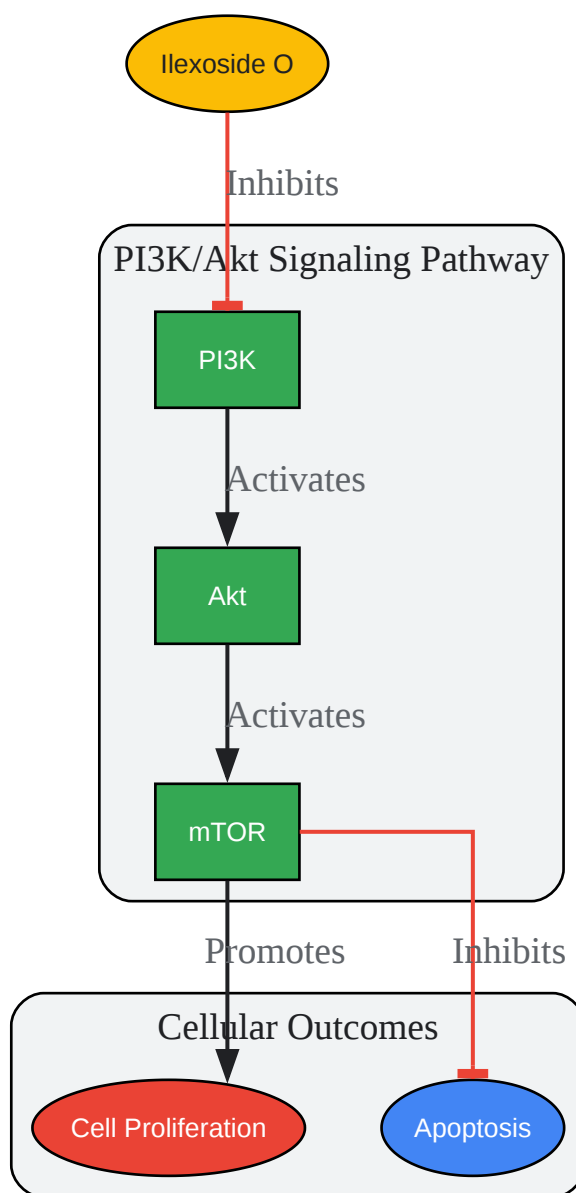 Ilexoside O
Inhibits
PI3K/Akt Signaling Pathway
PI3K
Activates
Akt
Activates
mTOR
Promotes
Inhibits
Cellular Outcomes
Cell Proliferation
Apoptosis